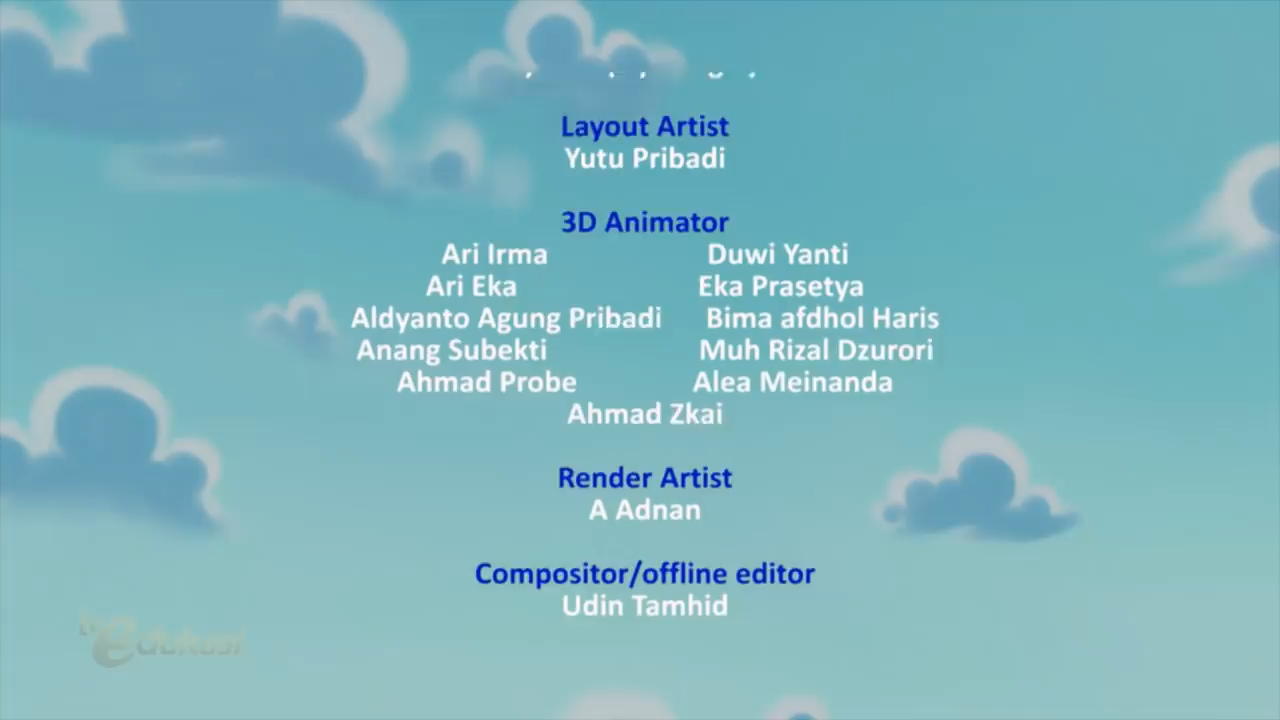 Layout Artist
Yutu Pribadi
3D Animator
Ari Irma Duwi Yanti
Ari Eka Eka Prasetya
Aldyanto Agung Pribadi Bima afdhol Haris
Anang Subekti Muh Rizal Dzurori
Ahmad Probe Alea Meinanda
Ahmad Zkai
Render Artist
A Adnan
Compositor/offline editor
Udin Tamhid
tv Edukasi